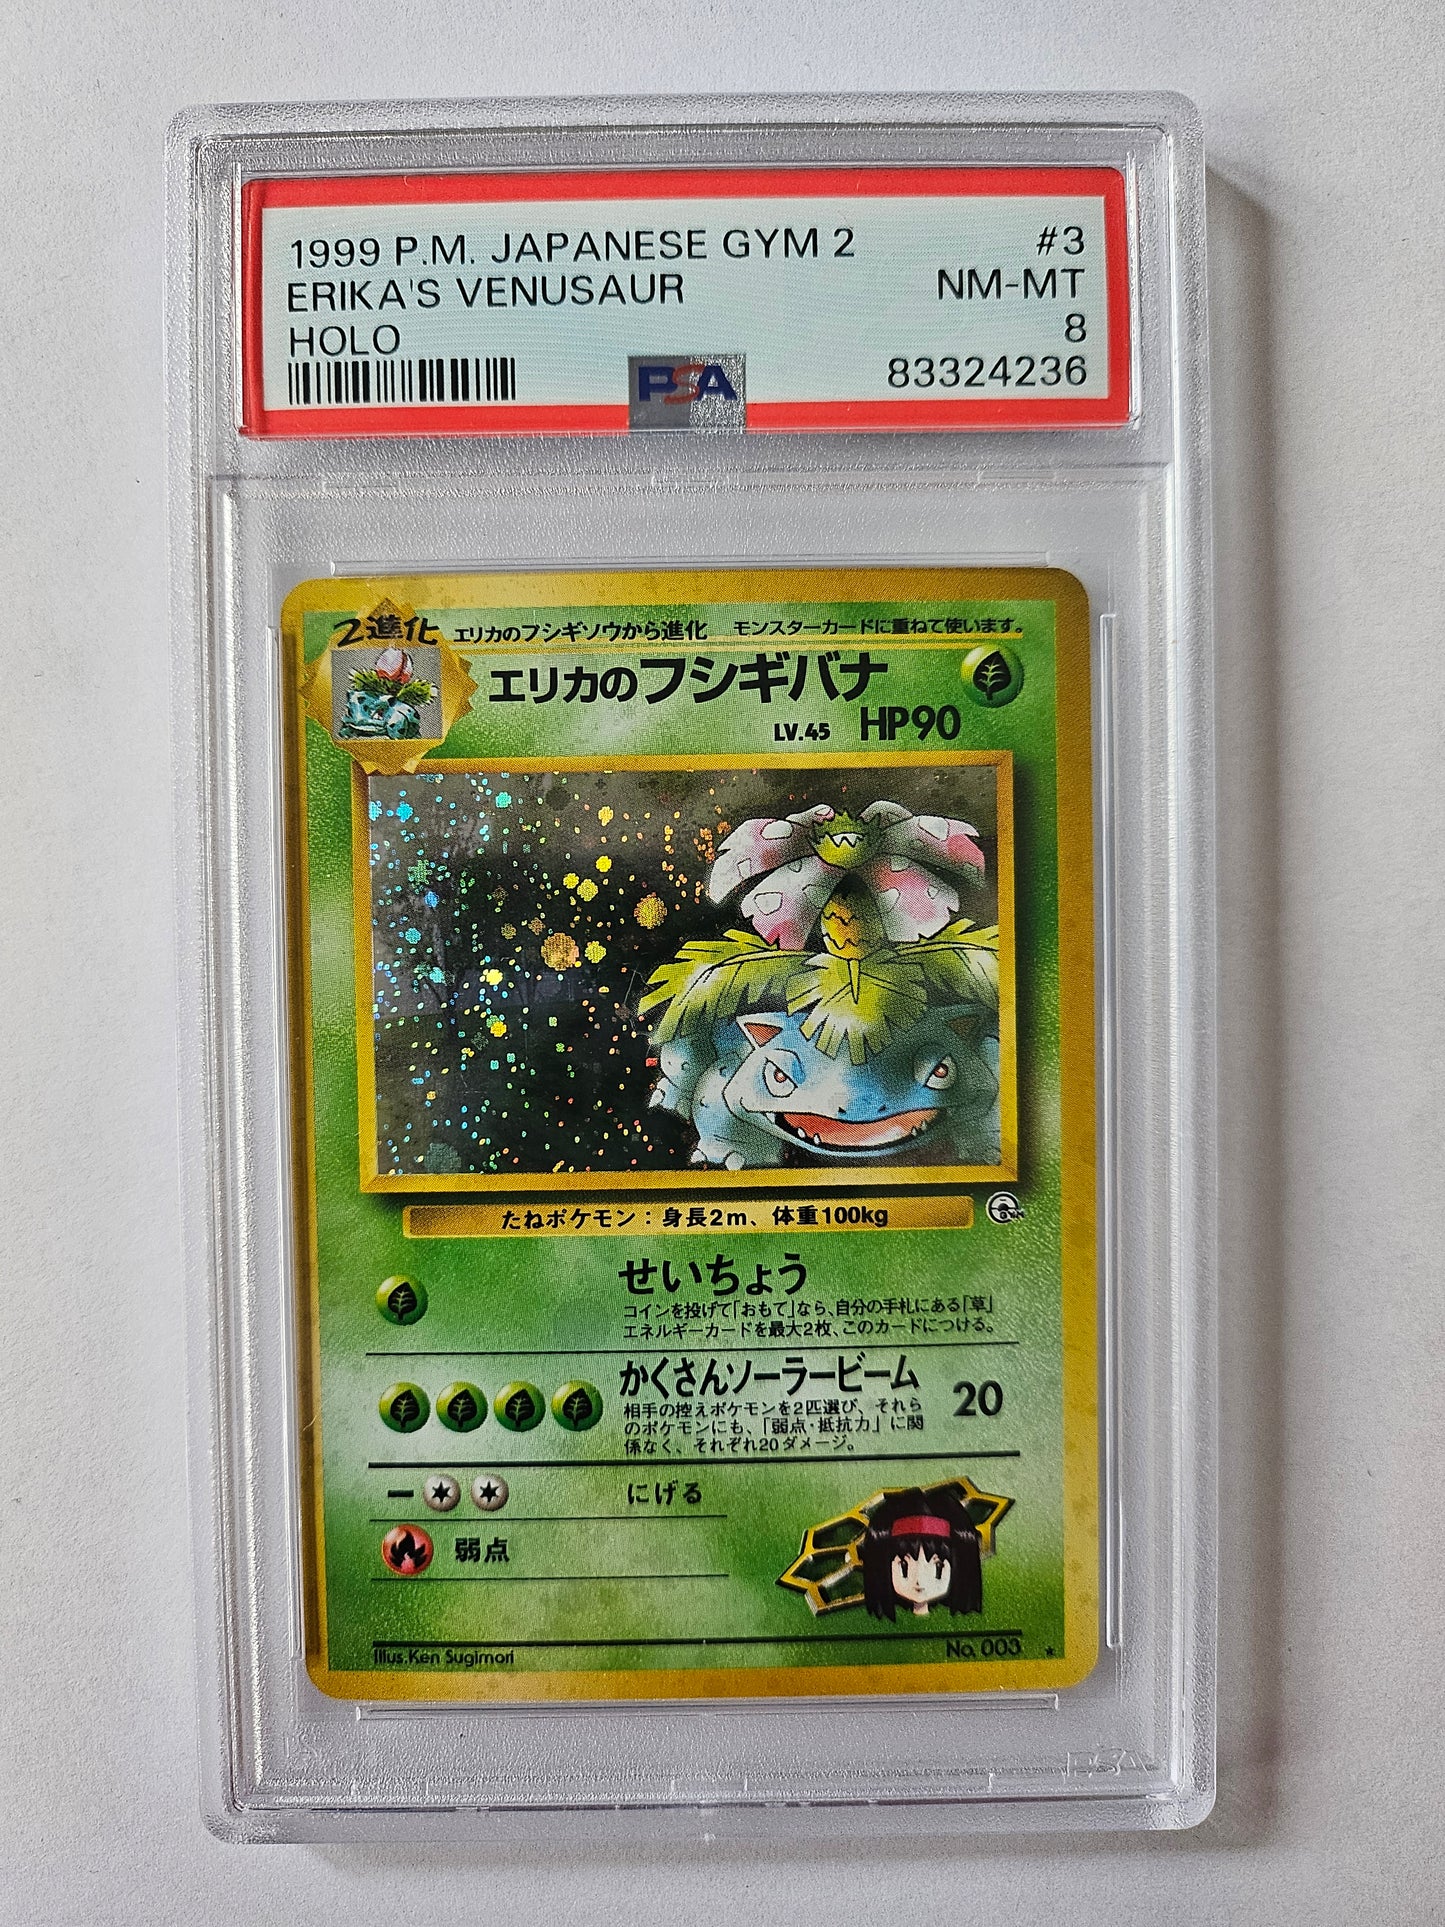 1999 P.M. JAPANESE GYM 2 #3
ERIKA'S VENUSAUR NM-MT
HOLO 8
PSA 83324236
2進化 エリカのフシギソウから進化 モンスターカードに重ねて使います。
エリカのフシギバナ
LV.45 HP90
たねポケモン：身長2m、体重100kg
せいちょう
コインを投げて「おもて」なら、自分の手札にある「草」
エネルギーカードを最大2枚、このカードにつける。
かくさんソーラービーム 20
相手の控えポケモンを2匹選び、それら
のポケモンにも、「弱点・抵抗力」に関
係なく、それぞれ20ダメージ。
ー にげる
弱点
Illus.Ken Sugimori No. 003 ★
PSA